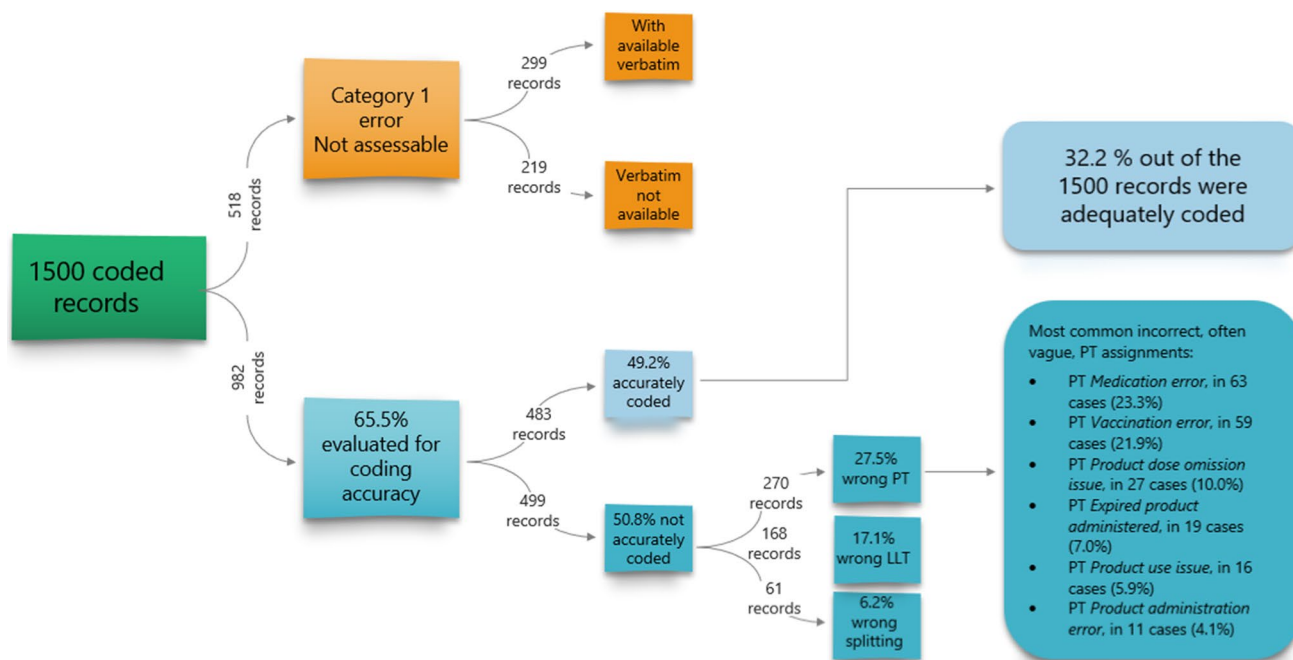 1500 coded
records
518
records
982
records
Category 1
error
Not assessable
299
records
219
records
With
available
verbatim
Verbatim
not
available
65.5%
evaluated for
coding
accuracy
483
records
499
records
49.2%
accurately
coded
50.8% not
accurately
coded
270
records
168
records
61
records
27.5%
wrong PT
17.1%
wrong LLT
6.2%
wrong
splitting
32.2 % out of the
1500 records were
adequately coded
Most common incorrect, often
vague, PT assignments:
• PT Medication error, in 63
cases (23.3%)
• PT Vaccination error, in 59
cases (21.9%)
• PT Product dose omission
issue, in 27 cases (10.0%)
• PT Expired product
administered, in 19 cases
(7.0%)
• PT Product use issue, in 16
cases (5.9%)
• PT Product administration
error, in 11 cases (4.1%)